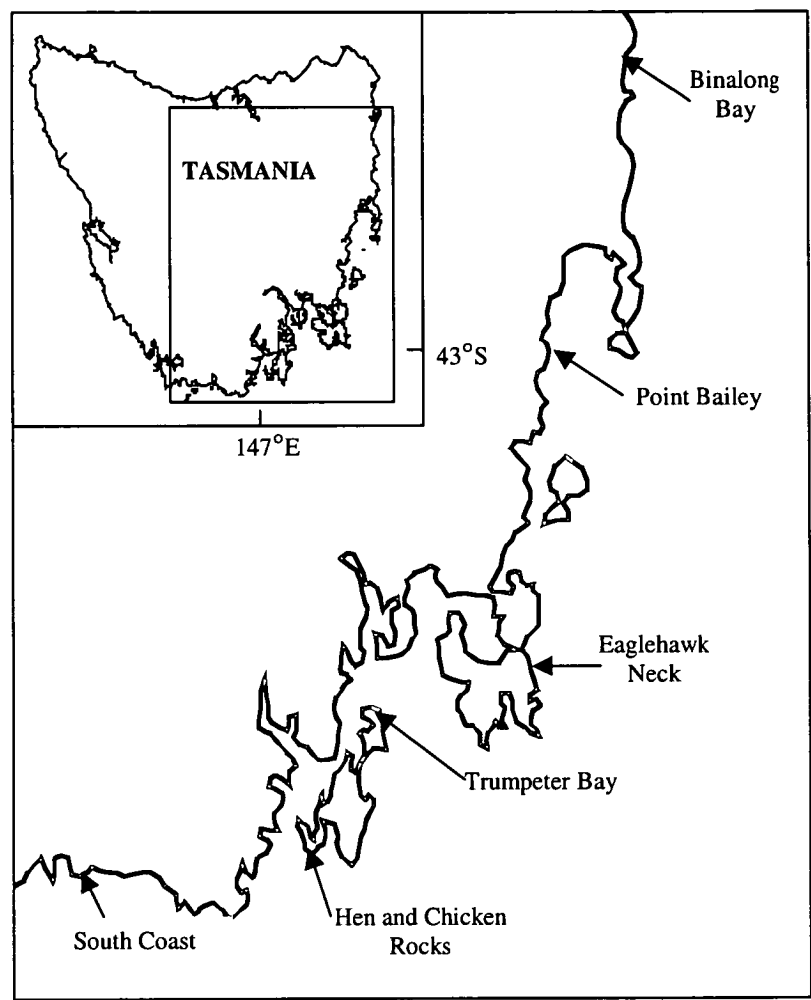 TASMANIA
43°S
147°E
Binalong
Bay
Point Bailey
Eaglehawk
Neck
Trumpeter Bay
Hen and Chicken
Rocks
South Coast